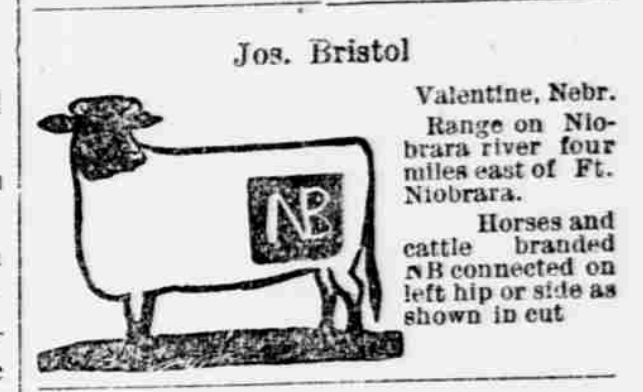 Jos. Bristol
Valentine, Nebr.
Range on Nio-
brara river four
miles east of Ft.
Niobrara.
Horses and
cattle branded
NB connected on
left hip or side as
shown in cut
NB